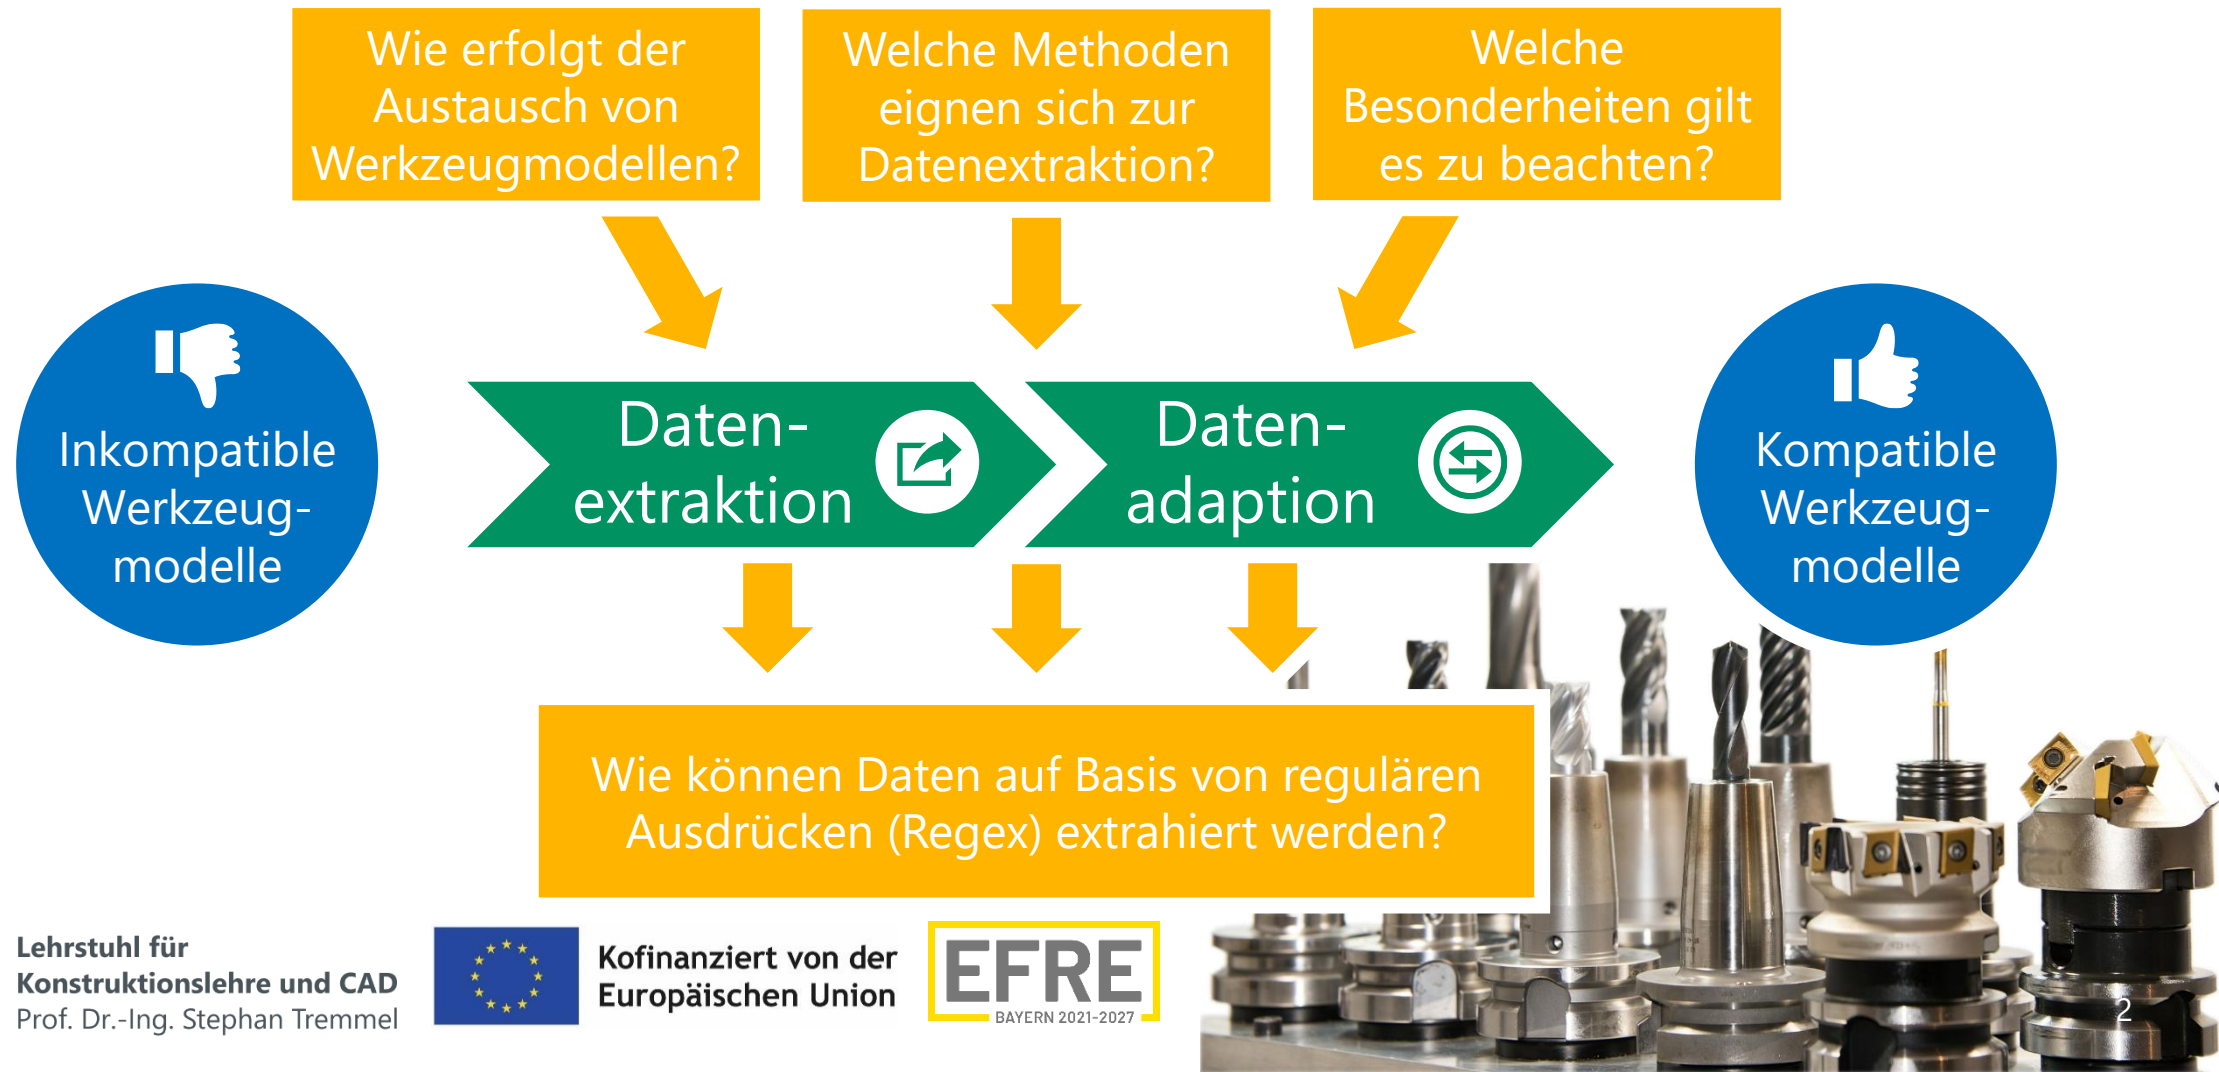 Wie erfolgt der
Austausch von
Werkzeugmodellen?
Welche Methoden
eignen sich zur
Datenextraktion?
Welche
Besonderheiten gilt
es zu beachten?
Inkompatible
Werkzeug-
modelle
Daten-
extraktion
Daten-
adaption
Kompatible
Werkzeug-
modelle
Wie können Daten auf Basis von regulären
Ausdrücken (Regex) extrahiert werden?
Lehrstuhl für
Konstruktionslehre und CAD
Prof. Dr.-Ing. Stephan Tremmel
Kofinanziert von der
Europäischen Union
EFRE
BAYERN 2021-2027
2